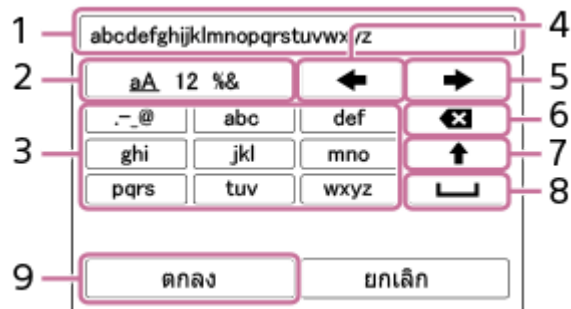 1 abcdefghijklmnopqrstuvwxyz 4
2 aA 12 %& 5
.-_@ abc def 6
3 ghi jkl mno 7
pqrs tuv wxyz 8
9 ตกลง ยกเลิก